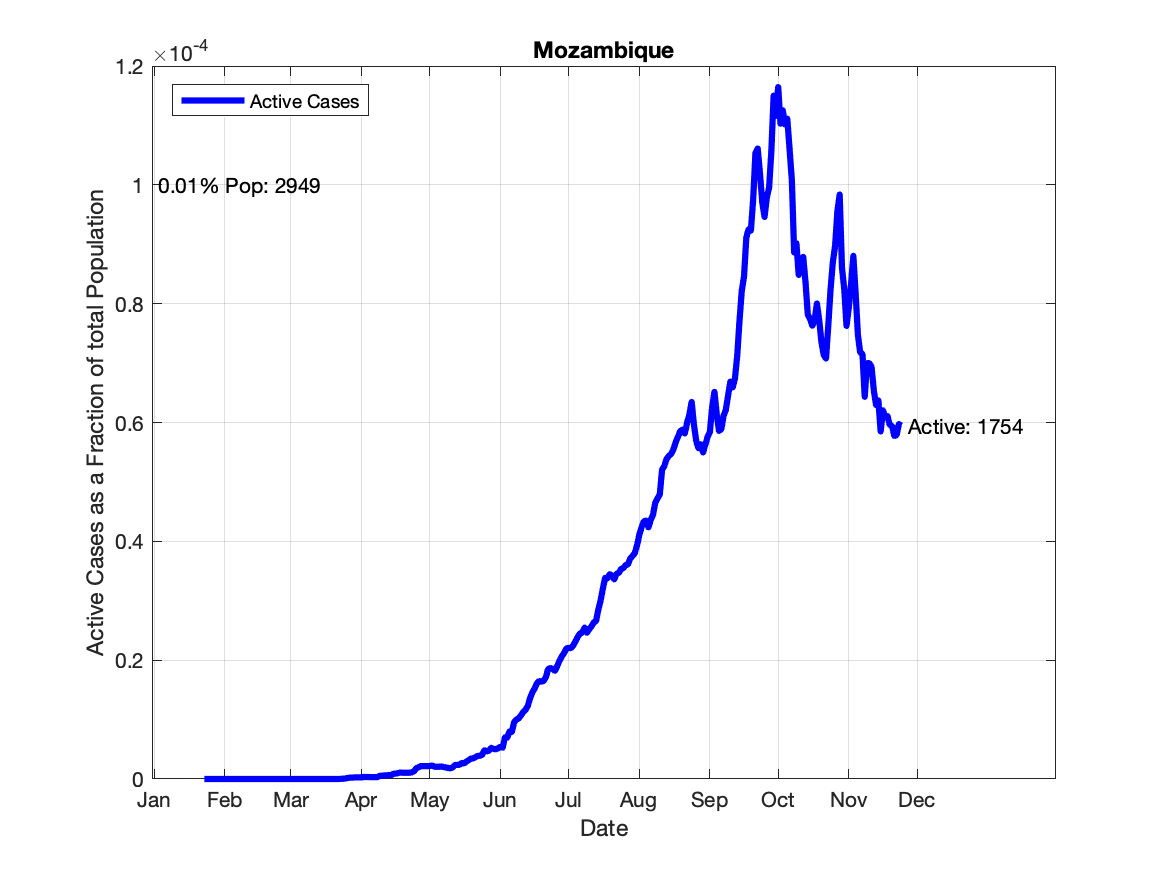 Mozambique
×10⁻⁴
Active Cases
0.01% Pop: 2949
Active: 1754
Active Cases as a Fraction of total Population
1.2
1
0.8
0.6
0.4
0.2
0
Jan Feb Mar Apr May Jun Jul Aug Sep Oct Nov Dec
Date